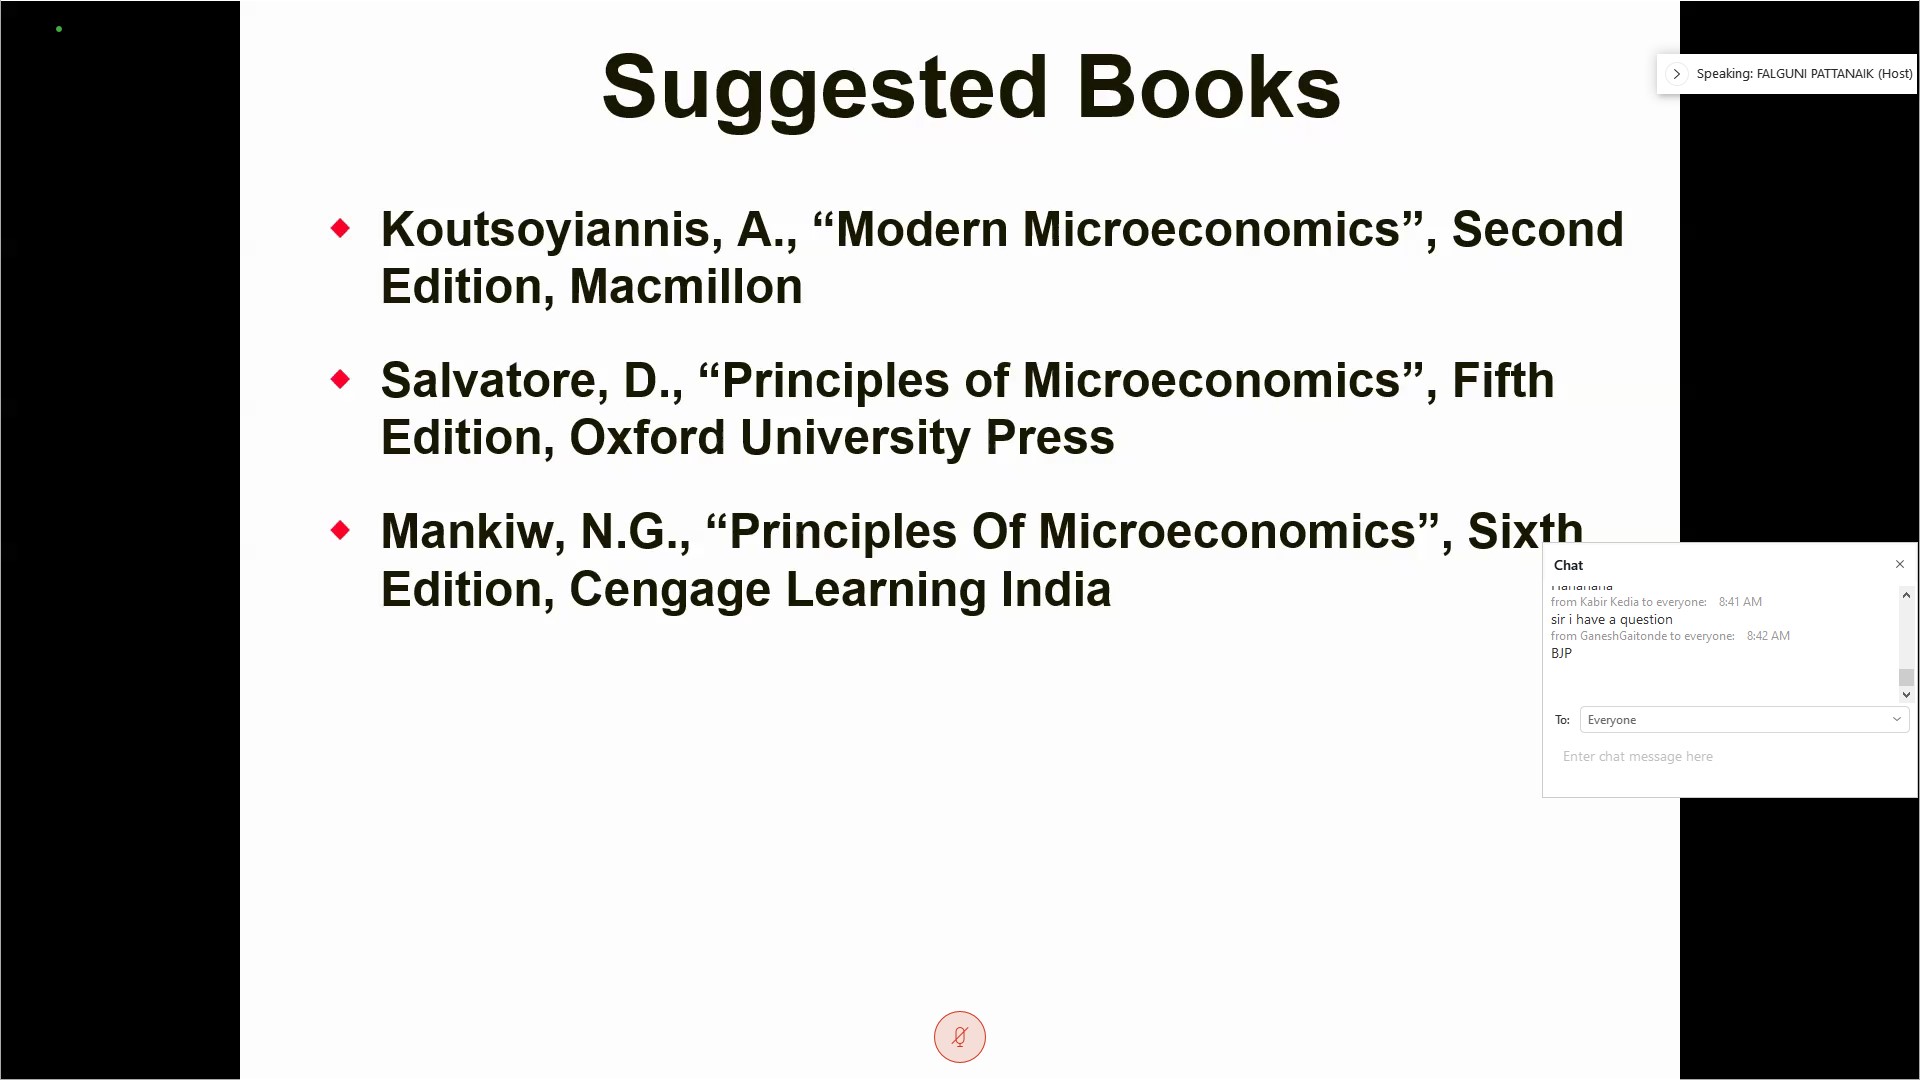 Suggested Books
Speaking: FALGUNI PATTANAIK (Host)
Koutsoyiannis, A., “Modern Microeconomics”, Second
Edition, Macmillon
Salvatore, D., “Principles of Microeconomics”, Fifth
Edition, Oxford University Press
Mankiw, N.G., “Principles Of Microeconomics”, Sixth
Edition, Cengage Learning India
Chat
from Kabir Kedia to everyone: 8:41 AM
sir i have a question
from GaneshGaitonde to everyone: 8:42 AM
BJP
To: Everyone
Enter chat message here